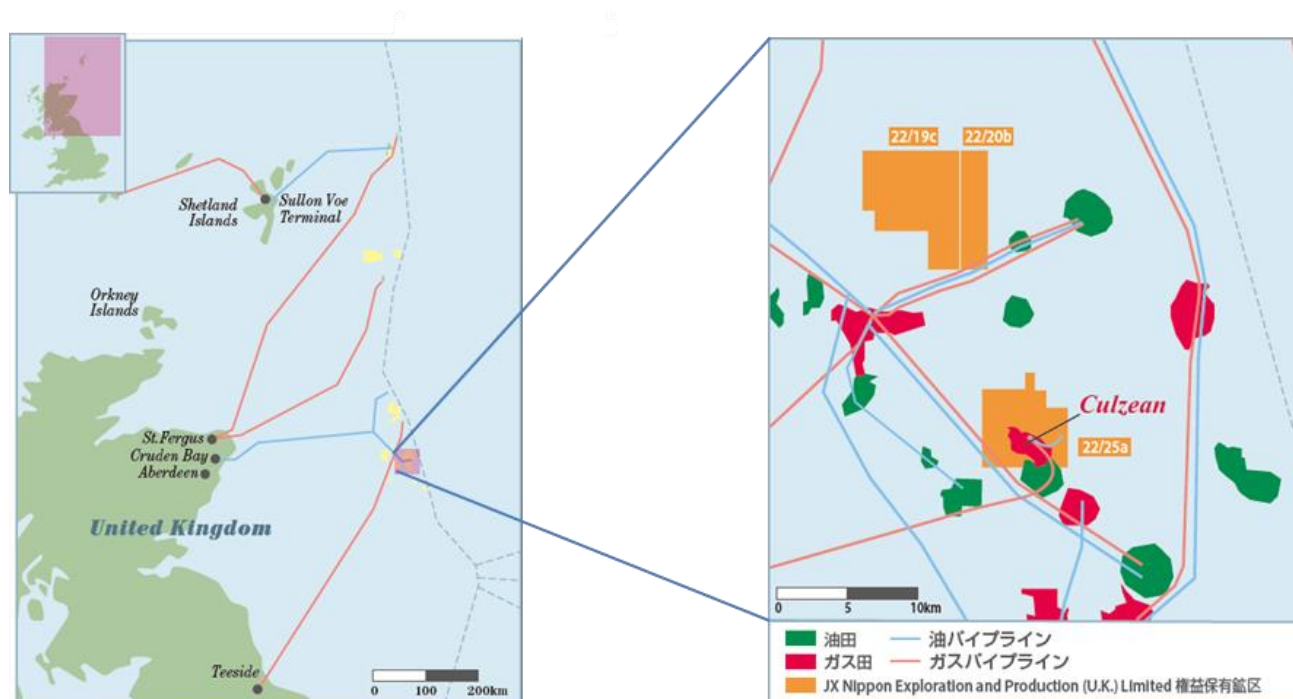 Shetland
Islands
Sullon Voe
Terminal
Orkney
Islands
St.Fergus
Cruden Bay
Aberdeen
United Kingdom
Teeside
0 100 200km
22/19c
22/20b
Culzean
22/25a
0 5 10km
油田 油パイプライン
ガス田 ガスパイプライン
JX Nippon Exploration and Production (U.K.) Limited 権益保有鉱区